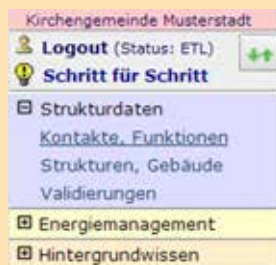 Kirchengemeinde Musterstadt
Logout (Status: ETL)
Schritt für Schritt
Strukturdaten
Kontakte, Funktionen
Strukturen, Gebäude
Validierungen
Energiemanagement
Hintergrundwissen